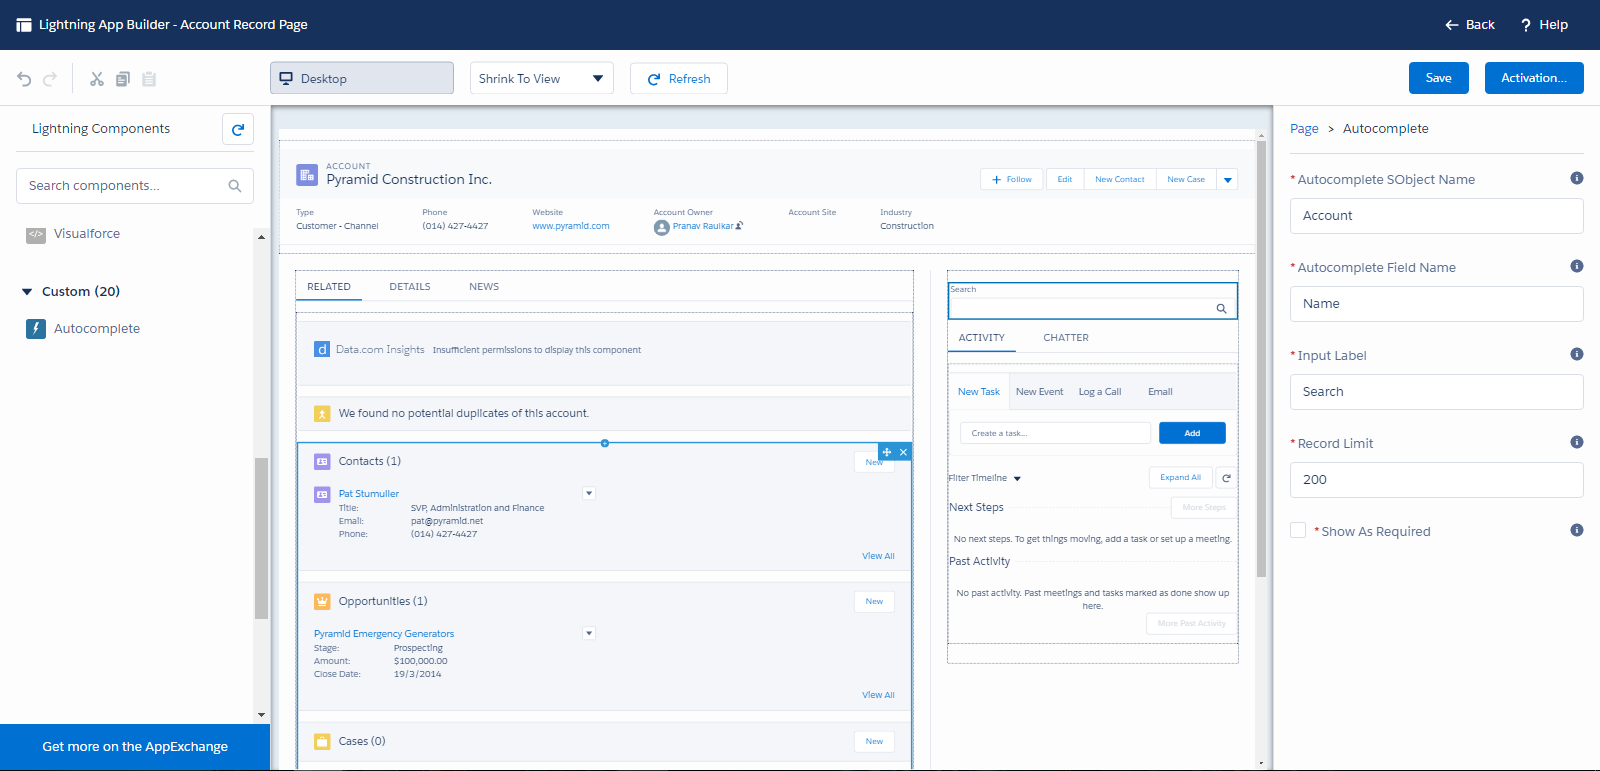 Lightning App Builder - Account Record Page
Back
? Help
Desktop
Shrink To View
Refresh
Save
Activation...
Lightning Components
Search components...
</> Visualforce
Custom (20)
Autocomplete
Get more on the AppExchange
ACCOUNT
Pyramid Construction Inc.
+ Follow
Edit
New Contact
New Case
Type
Customer - Channel
Phone
(014) 427-4427
Website
www.pyramid.com
Account Owner
Pranav Raulkar
Account Site
Industry
Construction
RELATED
DETAILS
NEWS
d Data.com Insights Insufficient permissions to display this component
We found no potential duplicates of this account.
Contacts (1)
New
Pat Stumuller
Title: SVP, Administration and Finance
Email: pat@pyramid.net
Phone: (014) 427-4427
View All
Opportunities (1)
New
Pyramid Emergency Generators
Stage: Prospecting
Amount: $100,000.00
Close Date: 19/3/2014
View All
Cases (0)
New
Search
ACTIVITY
CHATTER
New Task
New Event
Log a Call
Email
Create a task...
Add
Filter Timeline
Expand All
Next Steps
More Steps
No next steps. To get things moving, add a task or set up a meeting.
Past Activity
No past activity. Past meetings and tasks marked as done show up
here.
More Past Activity
Page > Autocomplete
* Autocomplete SObject Name
Account
* Autocomplete Field Name
Name
* Input Label
Search
* Record Limit
200
* Show As Required